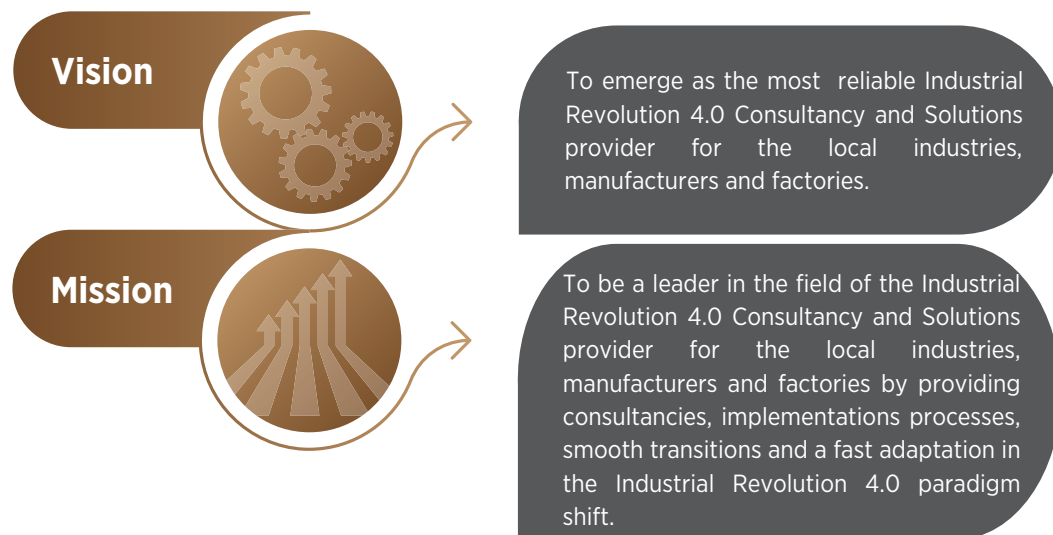 Vision
To emerge as the most reliable Industrial
Revolution 4.0 Consultancy and Solutions
provider for the local industries,
manufacturers and factories.
Mission
To be a leader in the field of the Industrial
Revolution 4.0 Consultancy and Solutions
provider for the local industries,
manufacturers and factories by providing
consultancies, implementations processes,
smooth transitions and a fast adaptation in
the Industrial Revolution 4.0 paradigm
shift.